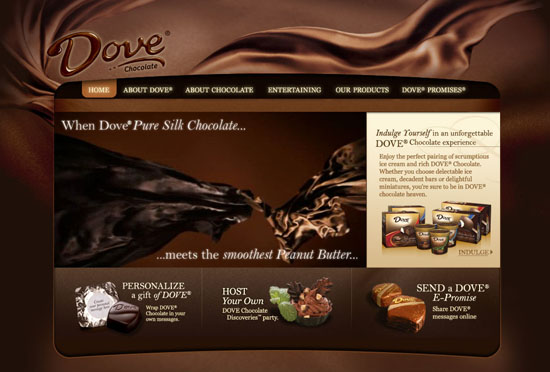 Dove®
Chocolate
HOME
ABOUT DOVE®
ABOUT CHOCOLATE
ENTERTAINING
OUR PRODUCTS
DOVE® PROMISES®
When Dove® Pure Silk Chocolate...
...meets the smoothest Peanut Butter...
Indulge Yourself in an unforgettable
DOVE® Chocolate experience
Enjoy the perfect pairing of scrumptious
ice cream and rich DOVE® Chocolate.
Whether you choose delectable ice
cream, decadent bars or delightful
miniatures, you're sure to be in DOVE®
chocolate heaven.
Dove
Dove
Dove
INDULGE
PERSONALIZE
a gift of DOVE®
Wrap DOVE®
Chocolate in your
own messages.
HOST
Your Own
DOVE Chocolate
Discoveries™ party.
SEND a DOVE®
E-Promise
Share DOVE®
messages online